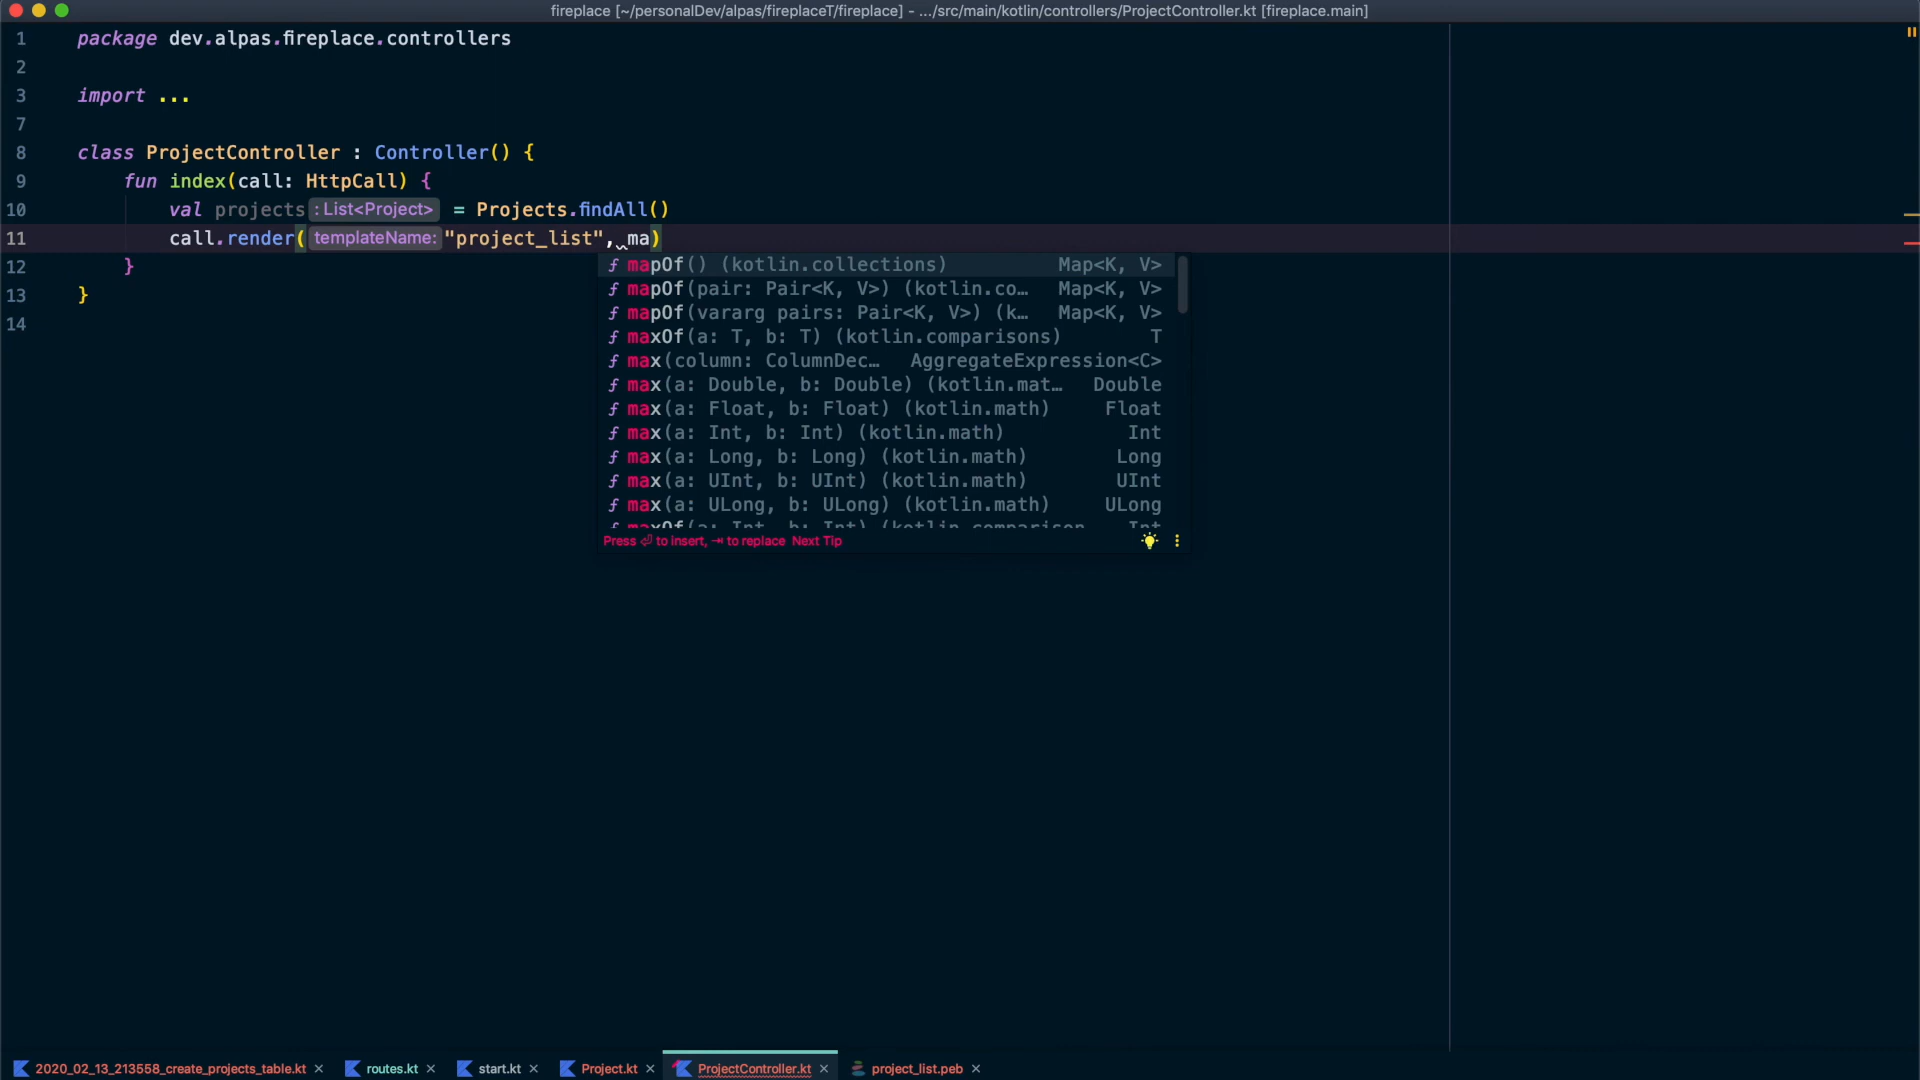 fireplace [~/personalDev/alpas/fireplaceT/fireplace] - .../src/main/kotlin/controllers/ProjectController.kt [fireplace.main]
1 package dev.alpas.fireplace.controllers
2
3 import ...
7
8 class ProjectController : Controller() {
9 fun index(call: HttpCall) {
10 val projects : List<Project> = Projects.findAll()
11 call.render( templateName: "project_list", ma)
12 }
13 }
14
f mapOf() (kotlin.collections) Map<K, V>
f mapOf(pair: Pair<K, V>) (kotlin.co... Map<K, V>
f mapOf(vararg pairs: Pair<K, V>) (k... Map<K, V>
f maxOf(a: T, b: T) (kotlin.comparisons) T
f max(column: ColumnDec... AggregateExpression<C>
f max(a: Double, b: Double) (kotlin.mat... Double
f max(a: Float, b: Float) (kotlin.math) Float
f max(a: Int, b: Int) (kotlin.math) Int
f max(a: Long, b: Long) (kotlin.math) Long
f max(a: UInt, b: UInt) (kotlin.math) UInt
f max(a: ULong, b: ULong) (kotlin.math) ULong
f maxOf(a: Int, b: Int) (kotlin.comparison Int
Press ⏎ to insert, ⇥ to replace Next Tip
2020_02_13_213558_create_projects_table.kt × routes.kt × start.kt × Project.kt × ProjectController.kt × project_list.peb ×